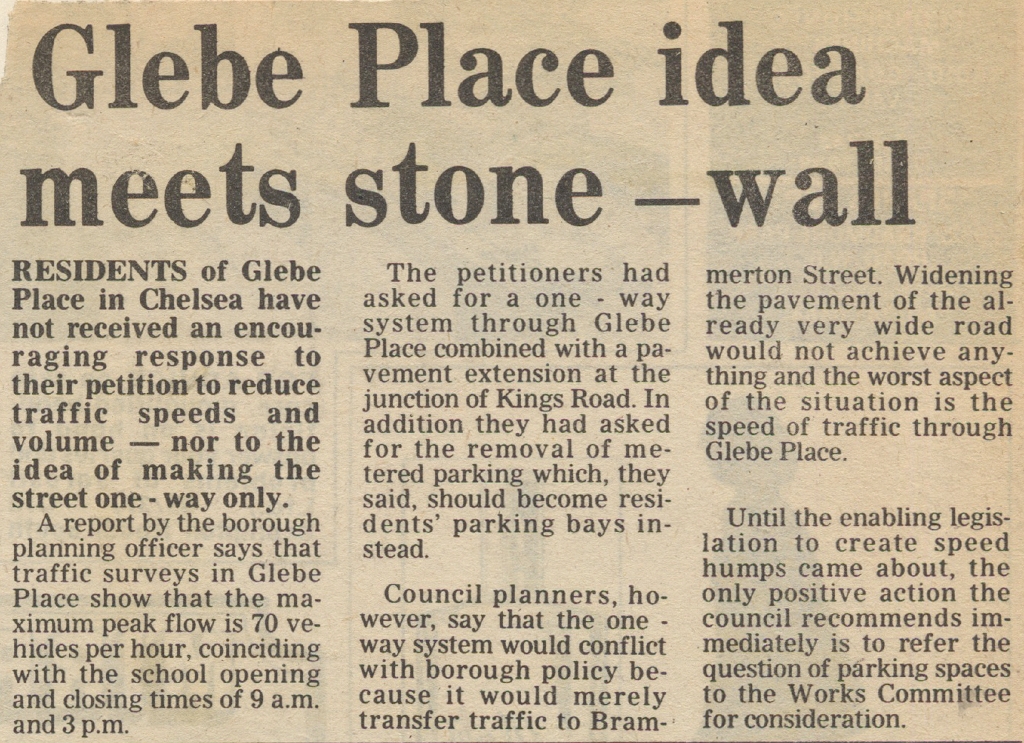 Glebe Place idea
meets stone – wall
RESIDENTS of Glebe
Place in Chelsea have
not received an encou-
raging response to
their petition to reduce
traffic speeds and
volume — nor to the
idea of making the
street one - way only.
A report by the borough
planning officer says that
traffic surveys in Glebe
Place show that the ma-
ximum peak flow is 70 ve-
hicles per hour, coinciding
with the school opening
and closing times of 9 a.m.
and 3 p.m.
The petitioners had
asked for a one - way
system through Glebe
Place combined with a pa-
vement extension at the
junction of Kings Road. In
addition they had asked
for the removal of me-
tered parking which, they
said, should become resi-
dents' parking bays in-
stead.
Council planners, ho-
wever, say that the one -
way system would conflict
with borough policy be-
cause it would merely
transfer traffic to Bram-
merton Street. Widening
the pavement of the al-
ready very wide road
would not achieve any-
thing and the worst aspect
of the situation is the
speed of traffic through
Glebe Place.
Until the enabling legis-
lation to create speed
humps came about, the
only positive action the
council recommends im-
mediately is to refer the
question of parking spaces
to the Works Committee
for consideration.